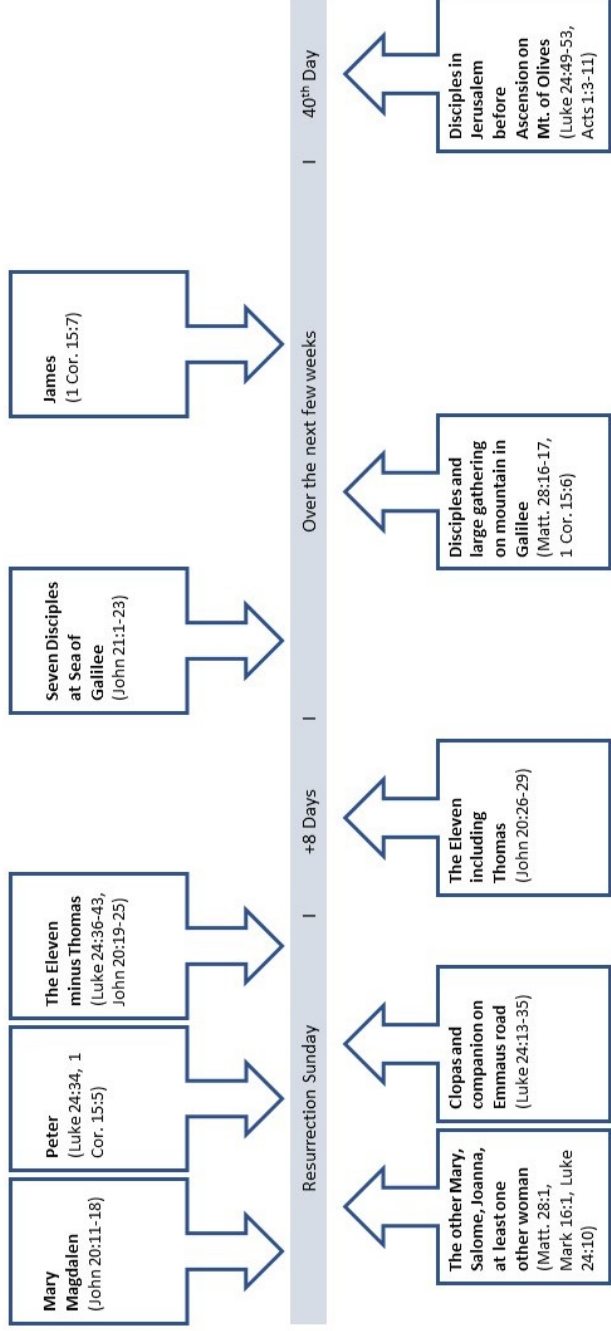 Mary
Magdalen
(John 20:11-18)
Peter
(Luke 24:34, 1
Cor. 15:5)
The Eleven
minus Thomas
(Luke 24:36-43,
John 20:19-25)
Seven Disciples
at Sea of
Galilee
(John 21:1-23)
James
(1 Cor. 15:7)
Resurrection Sunday
I
+8 Days
I
Over the next few weeks
I
40th Day
The other Mary,
Salome, Joanna,
at least one
other woman
(Matt. 28:1,
Mark 16:1, Luke
24:10)
Clopas and
companion on
Emmaus road
(Luke 24:13-35)
The Eleven
including
Thomas
(John 20:26-29)
Disciples and
large gathering
on mountain in
Galilee
(Matt. 28:16-17,
1 Cor. 15:6)
Disciples in
Jerusalem
before
Ascension on
Mt. of Olives
(Luke 24:49-53,
Acts 1:3-11)